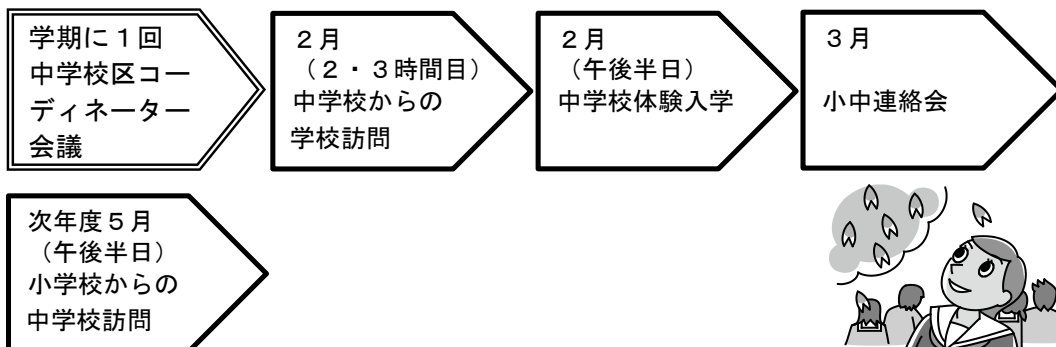 学期に１回
中学校区コー
ディネーター
会議
２月
（２・３時間目）
中学校からの
学校訪問
２月
（午後半日）
中学校体験入学
３月
小中連絡会
次年度５月
（午後半日）
小学校からの
中学校訪問